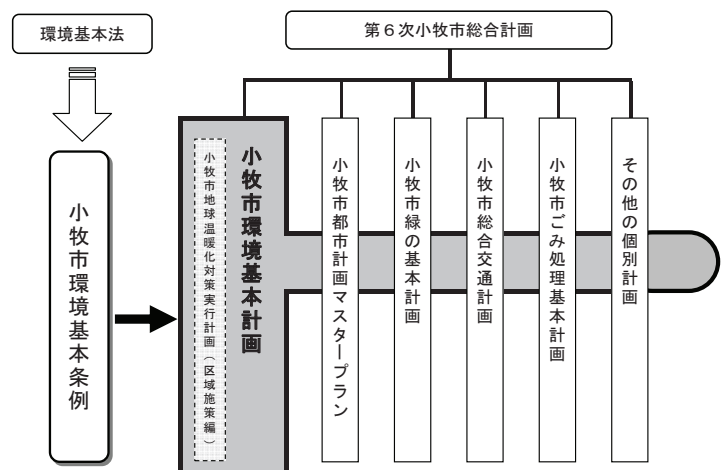 環境基本法
第６次小牧市総合計画
小牧市環境基本条例
小牧市環境基本計画
小牧市地球温暖化対策実行計画（区域施策編）
小牧市都市計画マスタープラン
小牧市緑の基本計画
小牧市総合交通計画
小牧市ごみ処理基本計画
その他の個別計画